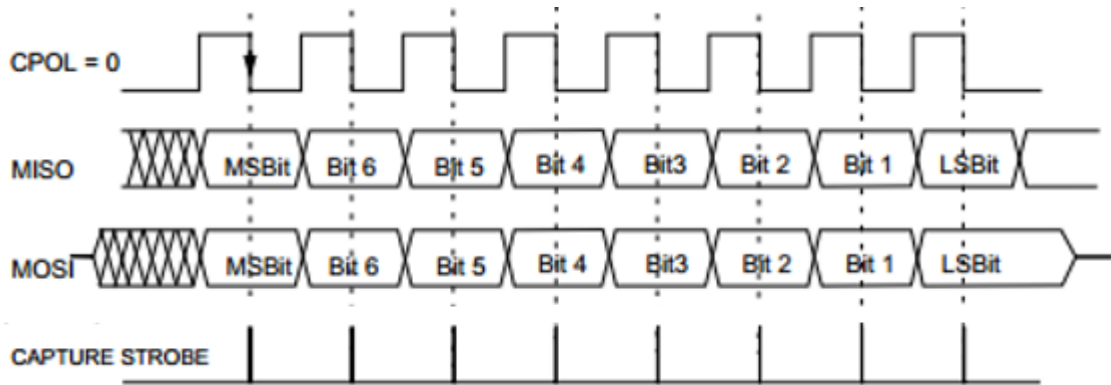 CPOL = 0
MISO MSBit Bit 6 Bit 5 Bit 4 Bit3 Bit 2 Bit 1 LSBit
MOSI MSBit Bit 6 Bit 5 Bit 4 Bit3 Bit 2 Bit 1 LSBit
CAPTURE STROBE